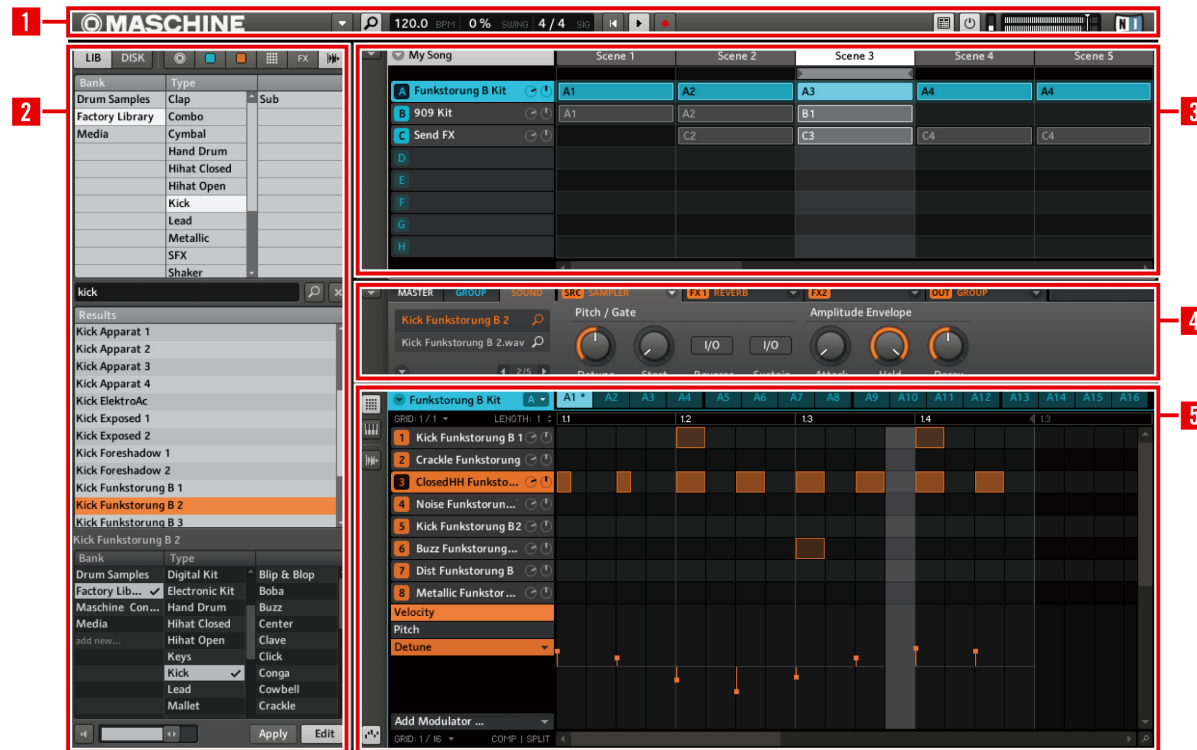 1
MASCHINE
120.0 BPM 0% SWING 4/4 SIG
NI
2
LIB DISK FX
Bank Type
Drum Samples Clap Sub
Factory Library Combo
Media Cymbal
Hand Drum
Hihat Closed
Hihat Open
Kick
Lead
Metallic
SFX
Shaker
kick
Results
Kick Apparat 1
Kick Apparat 2
Kick Apparat 3
Kick Apparat 4
Kick ElektroAc
Kick Exposed 1
Kick Exposed 2
Kick Foreshadow 1
Kick Foreshadow 2
Kick Funkstorung B 1
Kick Funkstorung B 2
Kick Funkstorung B 3
Kick Funkstorung B 2
Bank Type
Drum Samples Digital Kit Blip & Blop
Factory Lib... Electronic Kit Boba
Maschine Con... Hand Drum Buzz
Media Hihat Closed Center
add new... Hihat Open Clave
Keys Click
Kick Conga
Lead Cowbell
Mallet Crackle
Apply Edit
3
My Song Scene 1 Scene 2 Scene 3 Scene 4 Scene 5
A Funkstorung B Kit A1 A2 A3 A4 A4
B 909 Kit A1 A2 B1
C Send FX C2 C3 C4 C4
D
E
F
G
H
4
MASTER GROUP SOUND SRC SAMPLER FX1 REVERB FX2 OUT GROUP
Kick Funkstorung B 2 Pitch / Gate Amplitude Envelope
Kick Funkstorung B 2.wav I/O I/O
2/5 Detune Start Reverse Sustain Attack Hold Decay
5
Funkstorung B Kit A A1 * A2 A3 A4 A5 A6 A7 A8 A9 A10 A11 A12 A13 A14 A15 A16
GRID: 1 / 1 LENGTH: 1 1.1 1.2 1.3 1.4 1.3
1 Kick Funkstorung B 1
2 Crackle Funkstorung
3 ClosedHH Funksto...
4 Noise Funkstorun...
5 Kick Funkstorung B2
6 Buzz Funkstorung...
7 Dist Funkstorung B
8 Metallic Funkstor...
Velocity
Pitch
Detune
Add Modulator ...
GRID: 1 / 16 COMP | SPLIT